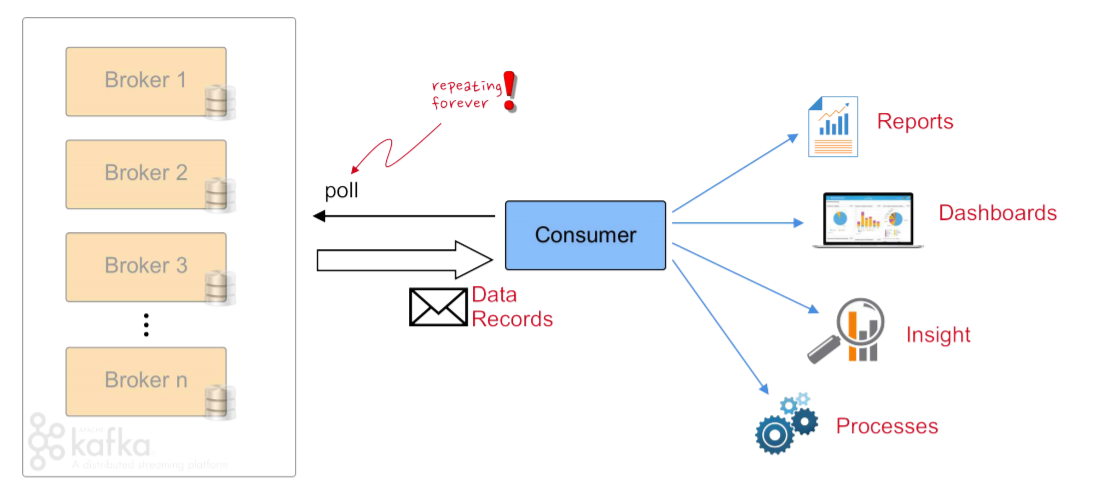 Broker 1
Broker 2
Broker 3
Broker n
APACHE
kafka
A distributed streaming platform
repeating
forever
poll
Consumer
Data
Records
Reports
Dashboards
Insight
Processes